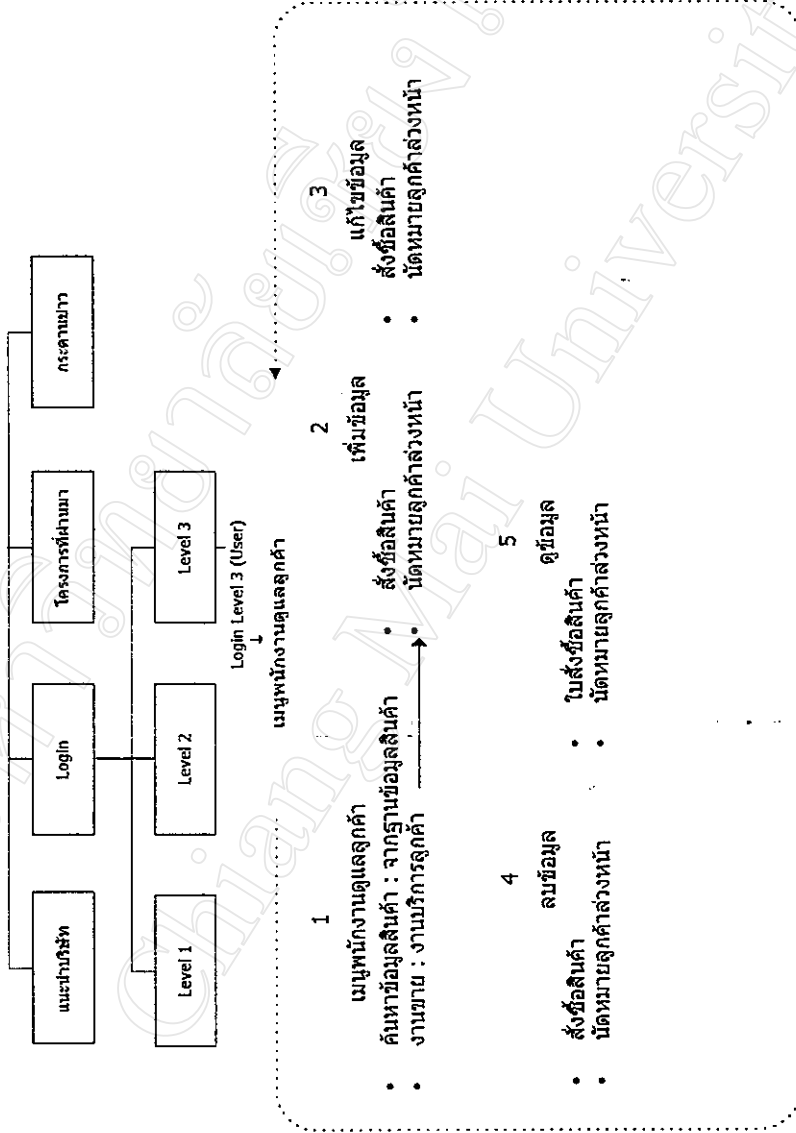 แนะนำบริษัท
Login
โครงการที่ผ่านมา
กระดานข่าว
Level 1
Level 2
Level 3
Login Level 3 (User)
เมนูพนักงานดูแลลูกค้า
1
เมนูพนักงานดูแลลูกค้า
• ค้นหาข้อมูลสินค้า : จากฐานข้อมูลสินค้า
• งานขาย : งานบริการลูกค้า
2
เพิ่มข้อมูล
• สั่งซื้อสินค้า
• นัดหมายลูกค้าล่วงหน้า
3
แก้ไขข้อมูล
• สั่งซื้อสินค้า
• นัดหมายลูกค้าล่วงหน้า
4
ลบข้อมูล
• สั่งซื้อสินค้า
• นัดหมายลูกค้าล่วงหน้า
5
ดูข้อมูล
• ใบสั่งซื้อสินค้า
• นัดหมายลูกค้าล่วงหน้า
Chiang Mai Universit